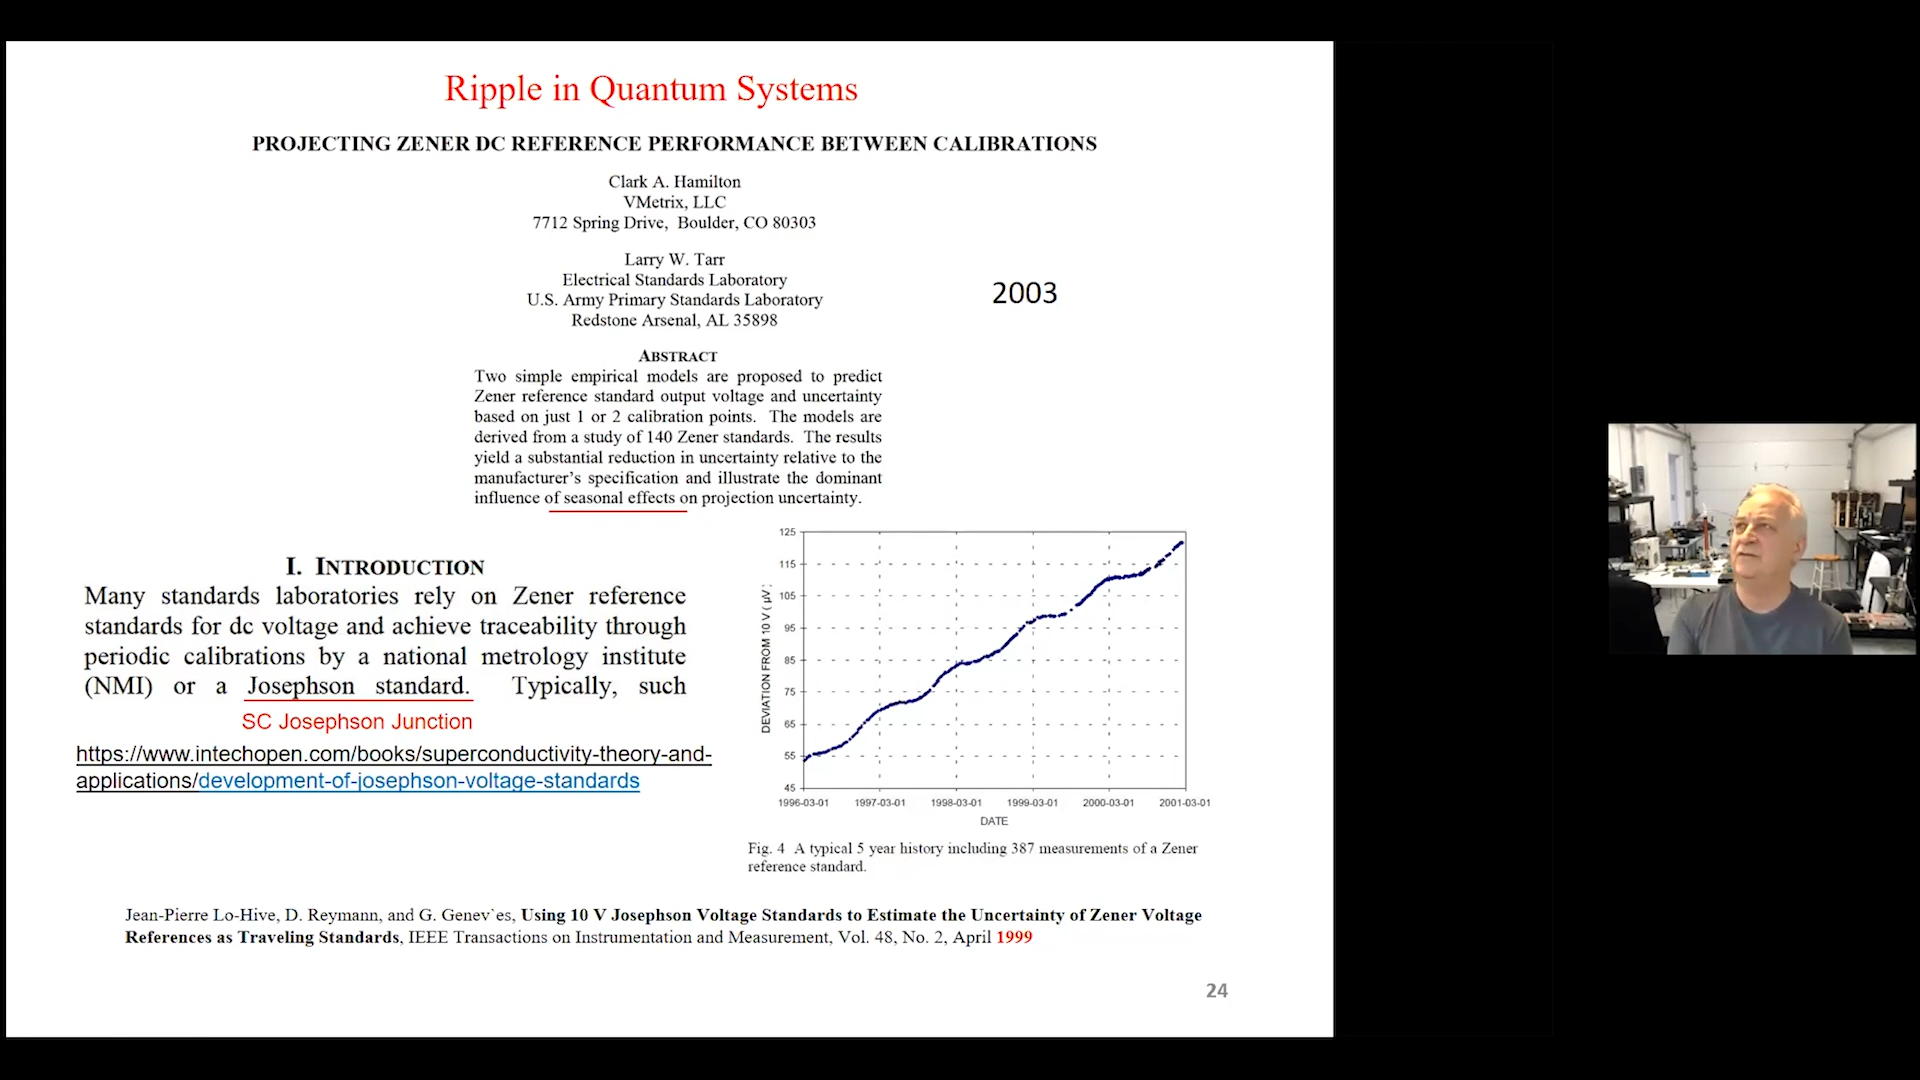 Ripple in Quantum Systems
PROJECTING ZENER DC REFERENCE PERFORMANCE BETWEEN CALIBRATIONS
Clark A. Hamilton
VMetrix, LLC
7712 Spring Drive, Boulder, CO 80303
Larry W. Tarr
Electrical Standards Laboratory
U.S. Army Primary Standards Laboratory
Redstone Arsenal, AL 35898
2003
ABSTRACT
Two simple empirical models are proposed to predict
Zener reference standard output voltage and uncertainty
based on just 1 or 2 calibration points. The models are
derived from a study of 140 Zener standards. The results
yield a substantial reduction in uncertainty relative to the
manufacturer's specification and illustrate the dominant
influence of seasonal effects on projection uncertainty.
I. INTRODUCTION
Many standards laboratories rely on Zener reference
standards for dc voltage and achieve traceability through
periodic calibrations by a national metrology institute
(NMI) or a Josephson standard. Typically, such
SC Josephson Junction
https://www.intechopen.com/books/superconductivity-theory-and-
applications/development-of-josephson-voltage-standards
125
115
105
95
85
75
65
55
45
DEVIATION FROM 10 V ( µV)
1996-03-01 1997-03-01 1998-03-01 1999-03-01 2000-03-01 2001-03-01
DATE
Fig. 4 A typical 5 year history including 387 measurements of a Zener
reference standard.
Jean-Pierre Lo-Hive, D. Reymann, and G. Genev`es, Using 10 V Josephson Voltage Standards to Estimate the Uncertainty of Zener Voltage
References as Traveling Standards, IEEE Transactions on Instrumentation and Measurement, Vol. 48, No. 2, April 1999
24